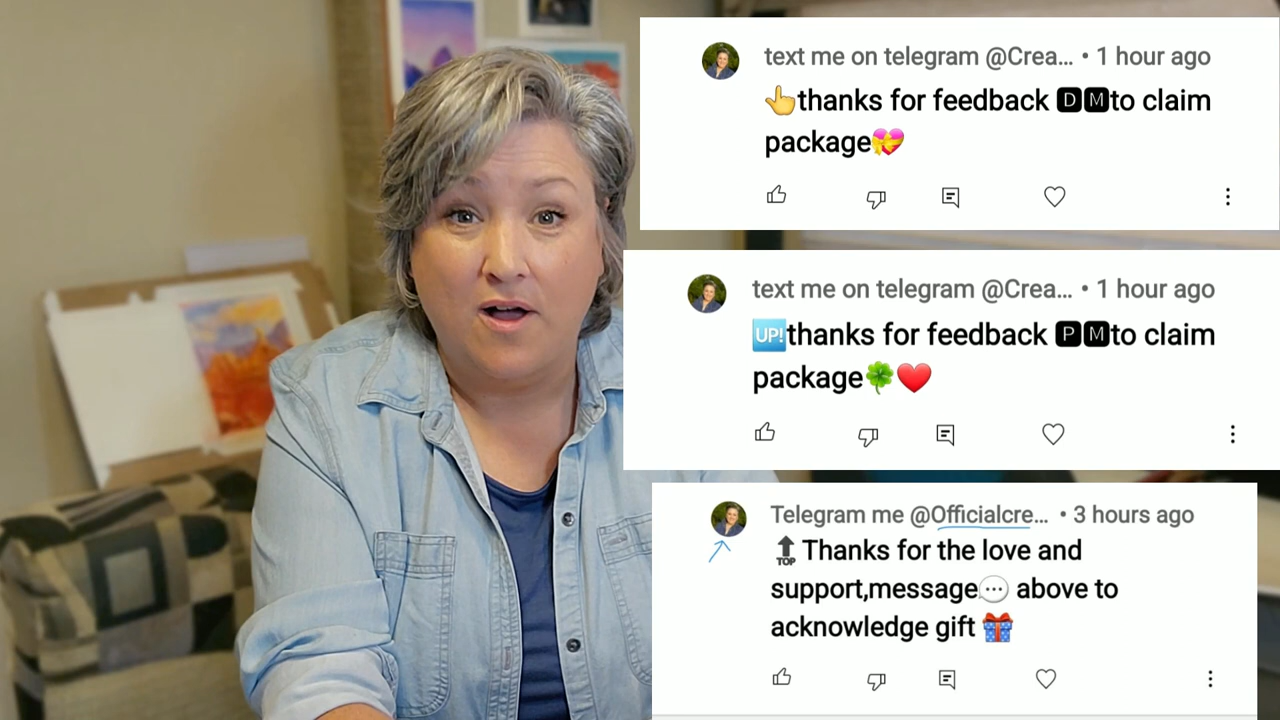 text me on telegram @Crea... • 1 hour ago
👆thanks for feedback 🅳🅼to claim
package💝
text me on telegram @Crea... • 1 hour ago
🆙thanks for feedback 🅿🅼to claim
package🍀❤️
Telegram me @Officialcre... • 3 hours ago
🔝Thanks for the love and
support,message💬 above to
acknowledge gift 🎁